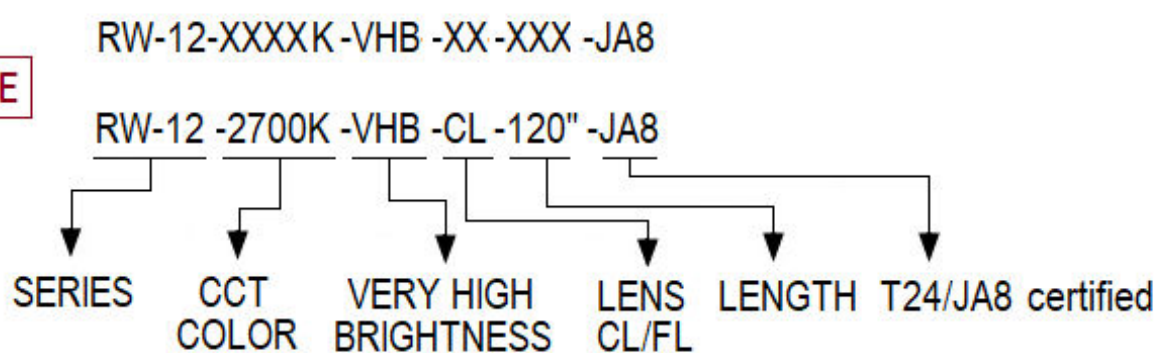 RW-12-XXXXK-VHB-XX-XXX-JA8
E
RW-12-2700K-VHB-CL-120"-JA8
SERIES CCT COLOR VERY HIGH BRIGHTNESS LENS CL/FL LENGTH T24/JA8 certified